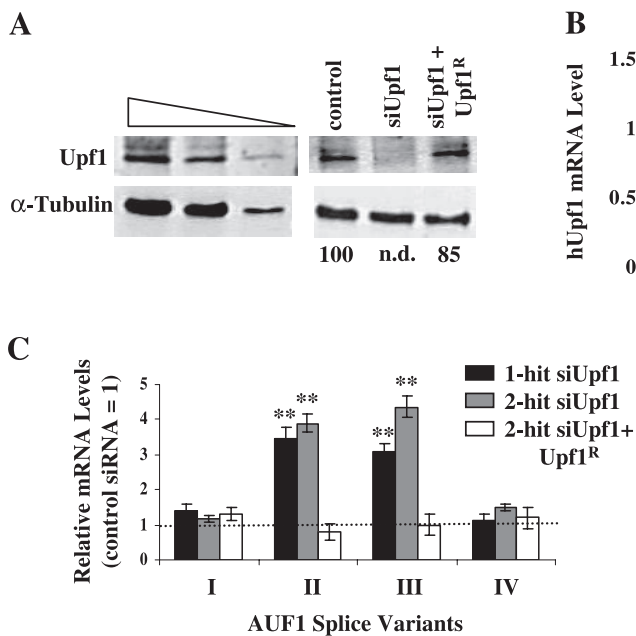 A
B
control
siUpf1
siUpf1 +
Upf1R
Upf1
α-Tubulin
100 n.d. 85
hUpf1 mRNA Level
1.5
1
0.5
0
C
Relative mRNA Levels
(control siRNA = 1)
5
4
3
2
1
0
** **
** **
1-hit siUpf1
2-hit siUpf1
2-hit siUpf1+
Upf1R
I II III IV
AUF1 Splice Variants